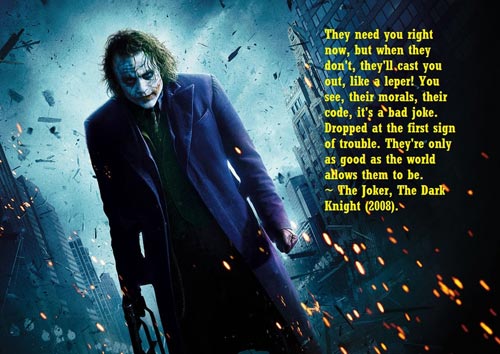 They need you right
now, but when they
don't, they'll cast you
out, like a leper! You
see, their morals, their
code, it's a bad joke.
Dropped at the first sign
of trouble. They're only
as good as the world
allows them to be.
~ The Joker, The Dark
Knight (2008).